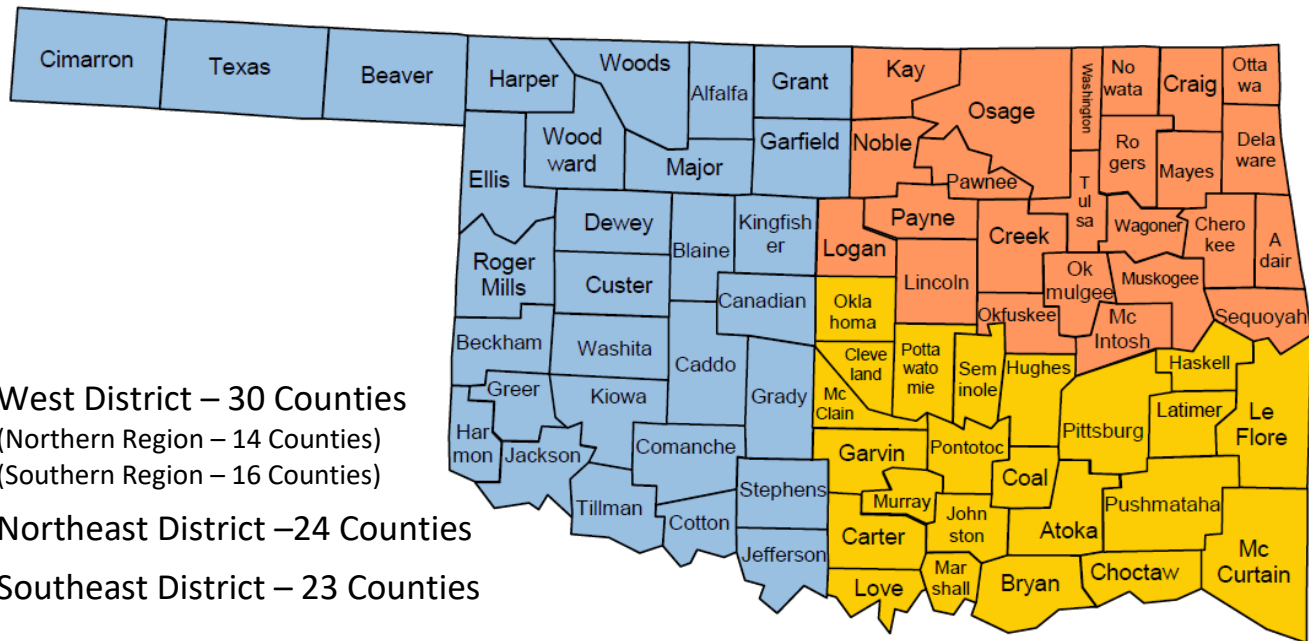 Cimarron
Texas
Beaver
Harper
Woods
Alfalfa
Grant
Kay
Osage
Washington
No
wata
Craig
Otta
wa
Ellis
Wood
ward
Major
Garfield
Noble
Pawnee
Ro
gers
Mayes
Dela
ware
Roger
Mills
Dewey
Blaine
Kingfish
er
Logan
Payne
Creek
T
ul
sa
Wagoner
Chero
kee
A
dair
Custer
Canadian
Lincoln
Ok
mulgee
Muskogee
Okla
homa
Okfuskee
Mc
Intosh
Sequoyah
Beckham
Washita
Caddo
Cleve
land
Potta
wato
mie
Sem
inole
Hughes
Haskell
Greer
Kiowa
Grady
Mc
Clain
Pittsburg
Latimer
Le
Flore
Har
mon
Jackson
Comanche
Garvin
Pontotoc
Coal
Tillman
Cotton
Stephens
Murray
John
ston
Atoka
Pushmataha
Jefferson
Carter
Love
Mar
shall
Bryan
Choctaw
Mc
Curtain
West District – 30 Counties
(Northern Region – 14 Counties)
(Southern Region – 16 Counties)
Northeast District –24 Counties
Southeast District – 23 Counties